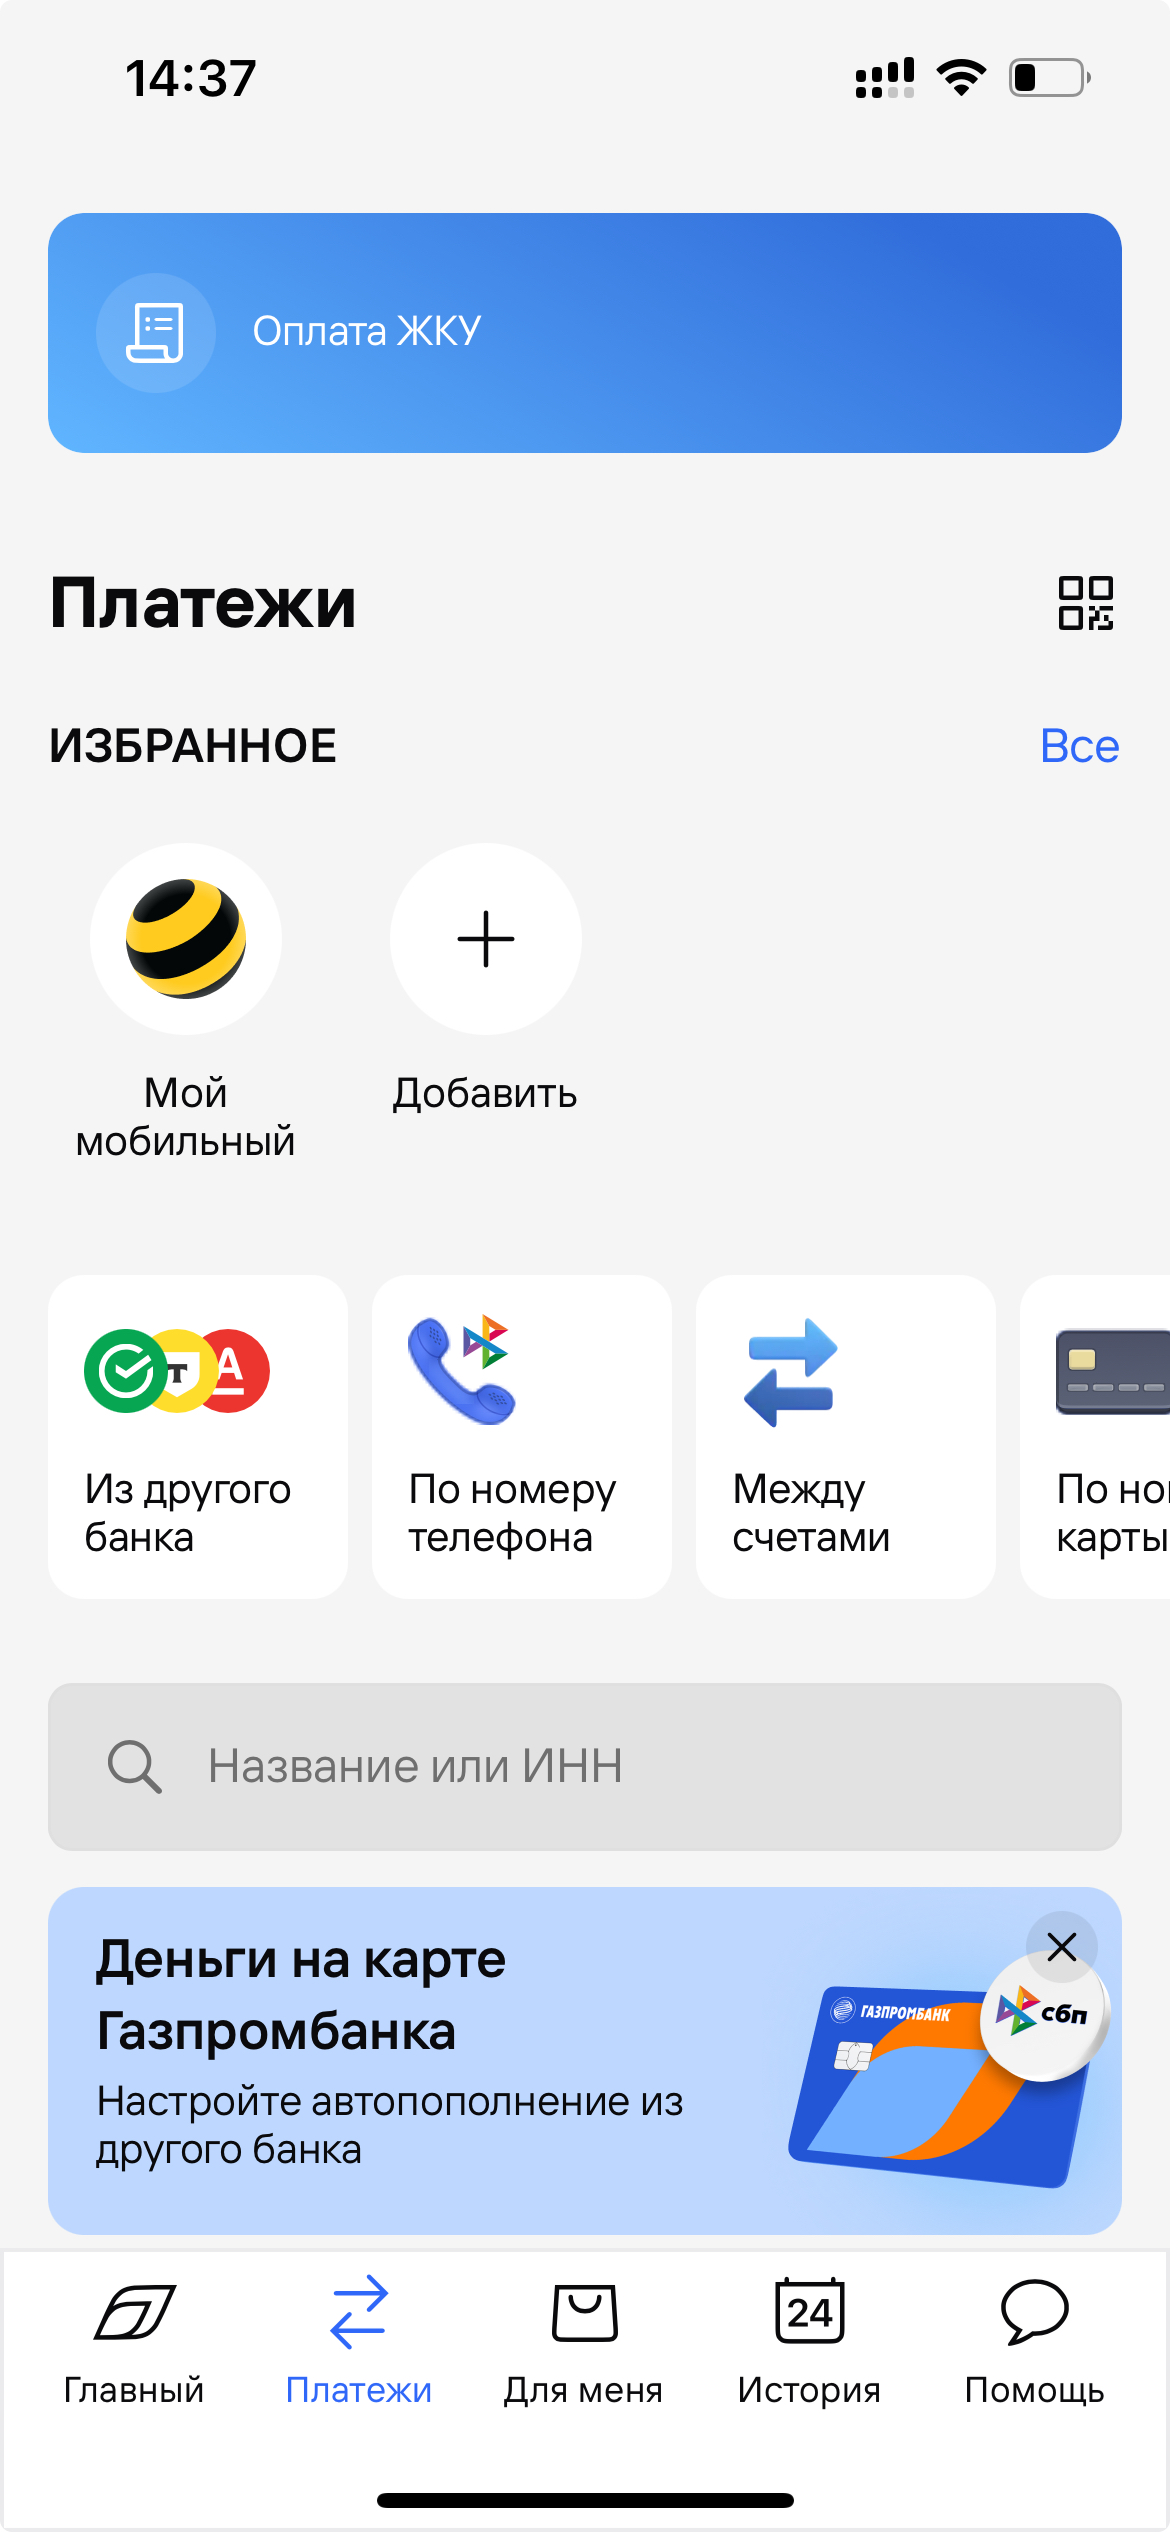 14:37
Оплата ЖКУ
Платежи
ИЗБРАННОЕ
Все
Мой
мобильный
Добавить
Т
А
Из другого
банка
По номеру
телефона
Между
счетами
По но
карты
Название или ИНН
Деньги на карте
Газпромбанка
Настройте автопополнение из
другого банка
ГАЗПРОМБАНК
сбп
24
Главный
Платежи
Для меня
История
Помощь